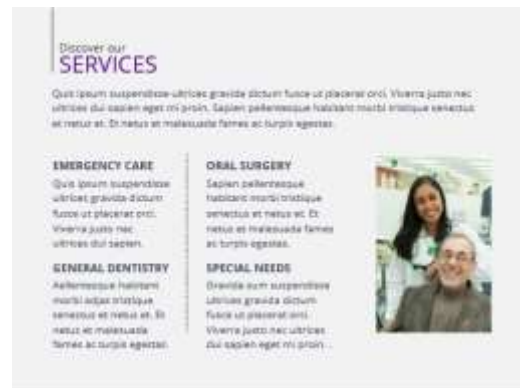 Discover our
SERVICES
Quis ipsum suspendisse ultrices gravida dictum fusce ut placerat orci. Viverra justo nec
ultrices dui sapien eget mi proin. Sapien pellentesque habitant morbi tristique senectus
et netus et. Et netus et malesuada fames ac turpis egestas.
EMERGENCY CARE
Quis ipsum suspendisse
ultrices gravida dictum
fusce ut placerat orci.
Viverra justo nec
ultrices dui sapien.
GENERAL DENTISTRY
habitant
morbi tristique
senectus et netus et. Et
netus et malesuada
fames ac turpis egestas.
ORAL SURGERY
Sapien pellentesque
habitant morbi tristique
senectus et netus et. Et
netus et malesuada fames
ac turpis egestas.
SPECIAL NEEDS
Gravida cum suspendisse
ultrices gravida dictum
fusce ut placerat orci.
Viverra justo nec ultrices
dui sapien eget mi proin.